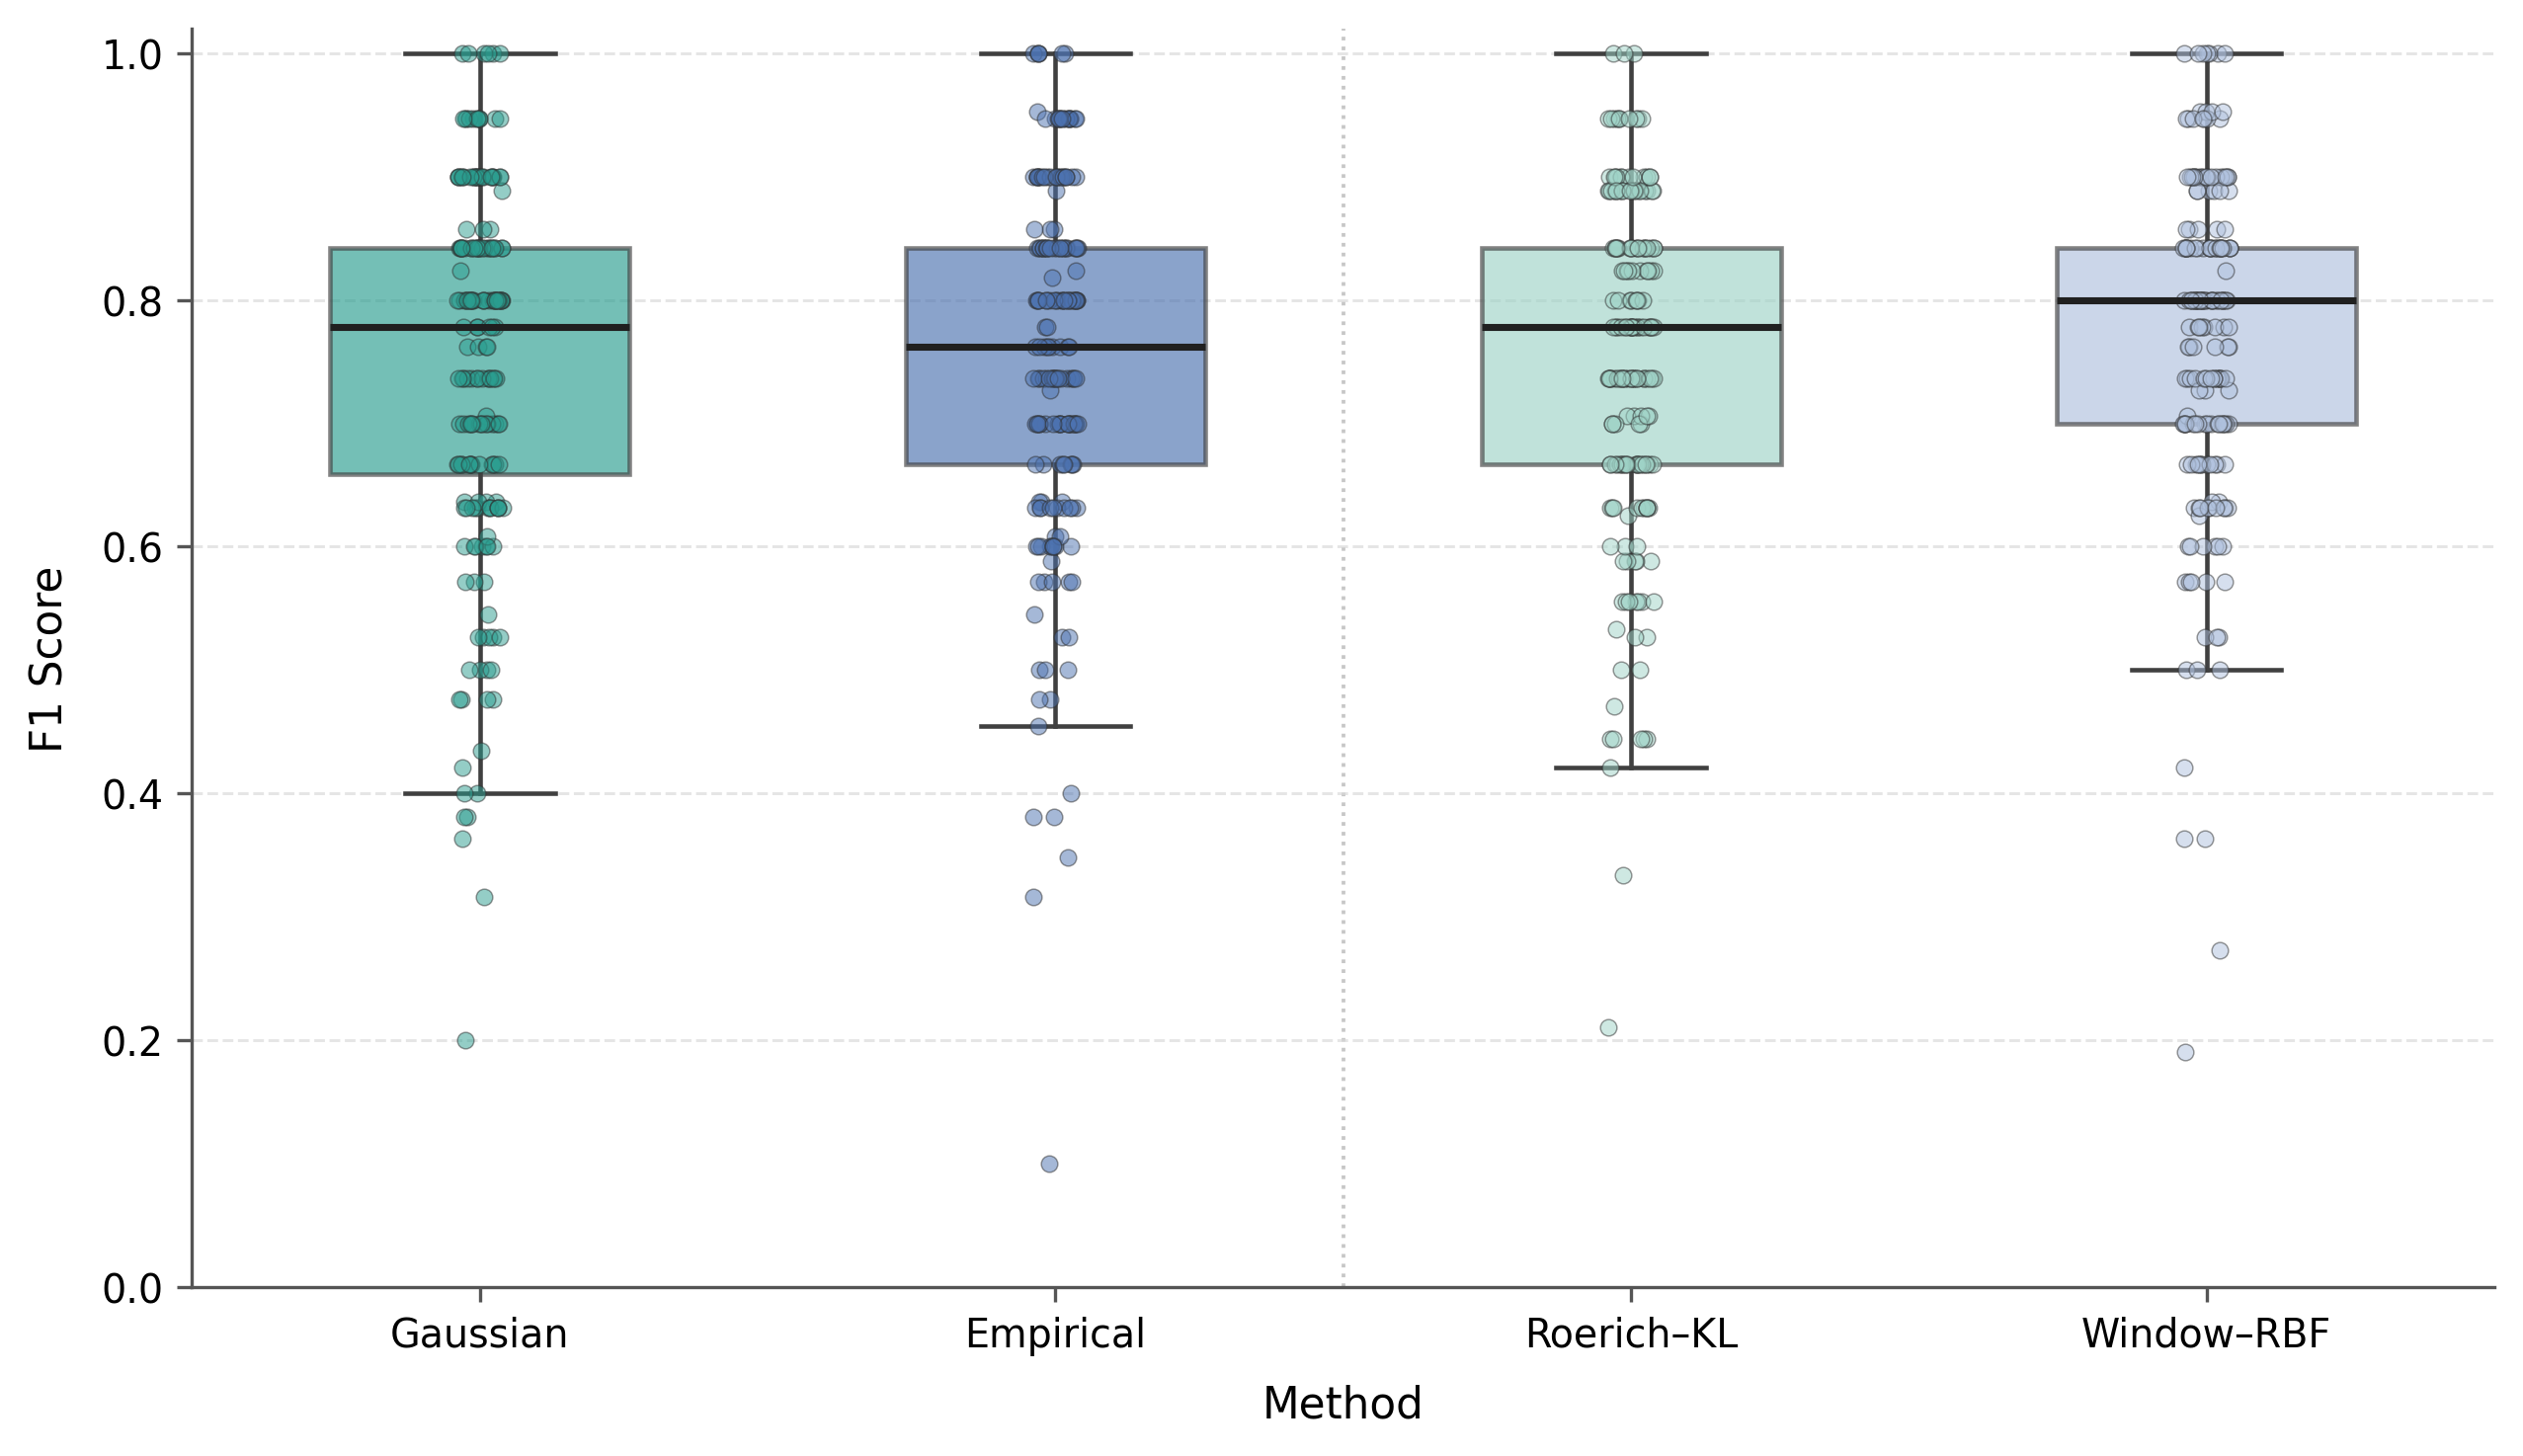 1.0
0.8
0.6
0.4
0.2
0.0
F1 Score
Gaussian
Empirical
Roerich–KL
Window–RBF
Method